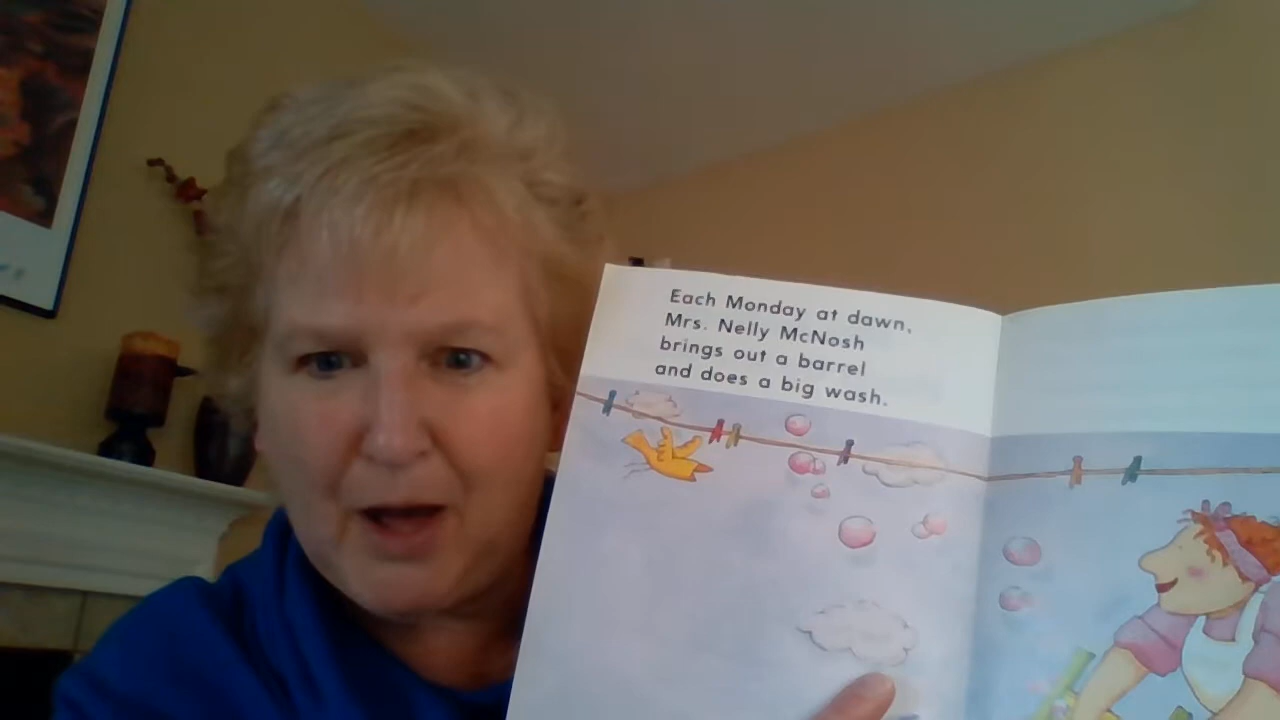 Each Monday at dawn,
Mrs. Nelly McNosh
brings out a barrel
and does a big wash.